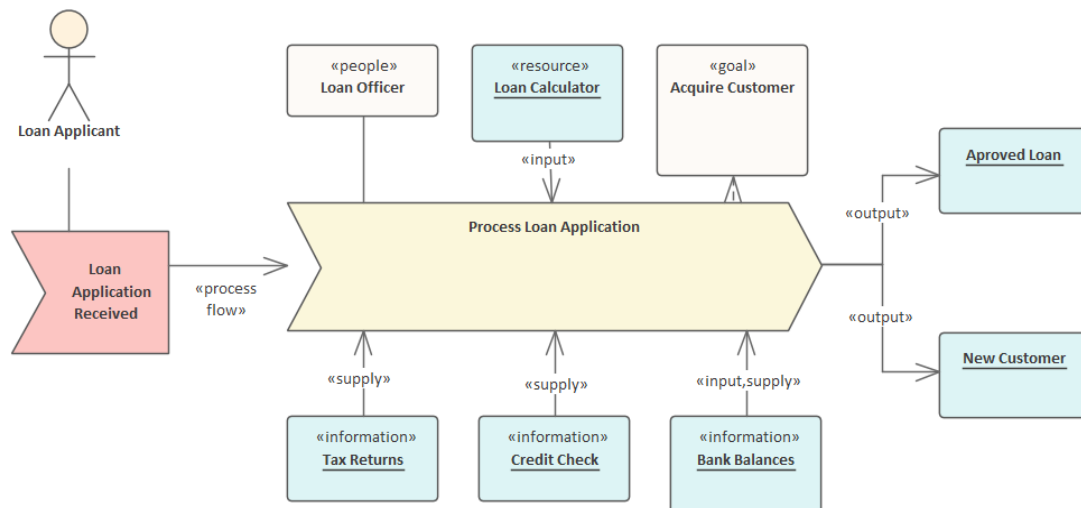 Loan Applicant
«people»
Loan Officer
«resource»
Loan Calculator
«goal»
Acquire Customer
«input»
Aproved Loan
«output»
Process Loan Application
Loan
Application
Received
«process
flow»
«output»
New Customer
«supply»
«supply»
«input,supply»
«information»
Tax Returns
«information»
Credit Check
«information»
Bank Balances